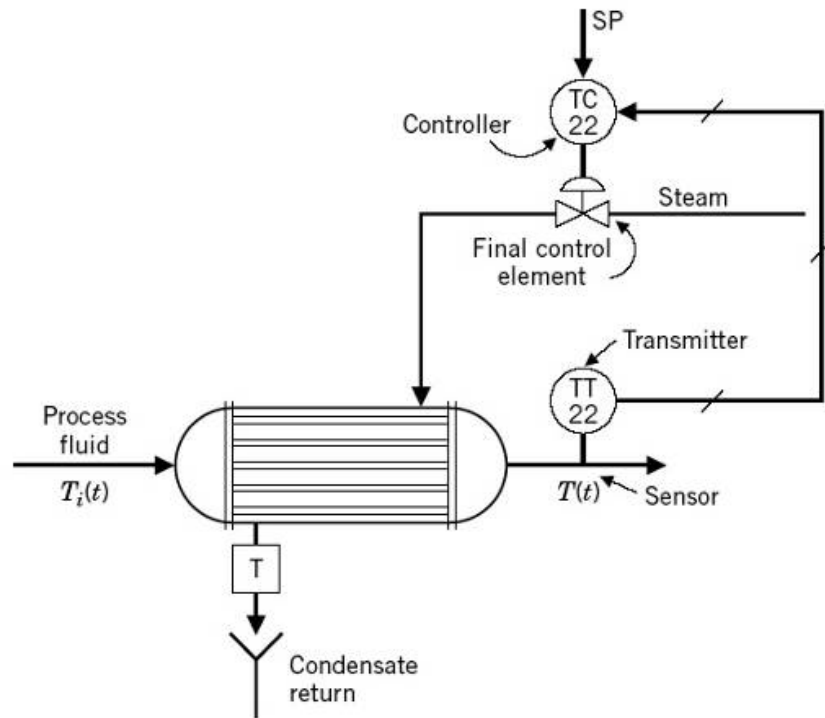 SP
TC
22
Controller
Steam
Final control
element
Transmitter
TT
22
Process
fluid
Tᵢ(t)
T(t)
Sensor
T
Condensate
return